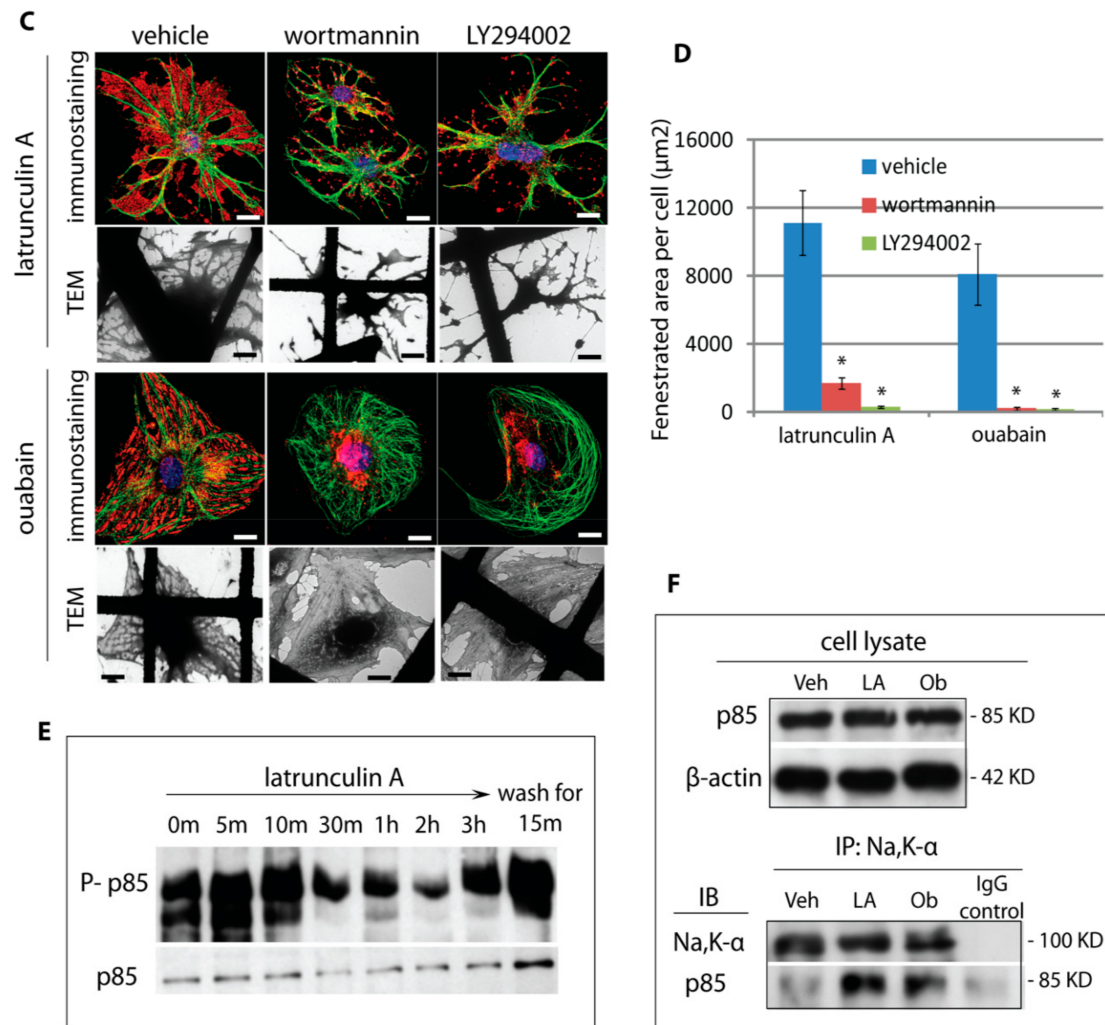 C
vehicle wortmannin LY294002
latrunculin A
immunostaining
TEM
ouabain
immunostaining
TEM
D
Fenestrated area per cell (µm2)
16000
12000
8000
4000
0
vehicle
wortmannin
LY294002
* *
* *
latrunculin A ouabain
E
latrunculin A wash for
0m 5m 10m 30m 1h 2h 3h 15m
P- p85
p85
F
cell lysate
Veh LA Ob
p85 - 85 KD
β-actin - 42 KD
IP: Na,K-α
IB Veh LA Ob IgG control
Na,K-α - 100 KD
p85 - 85 KD